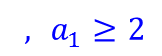 , a₁ ≥ 2